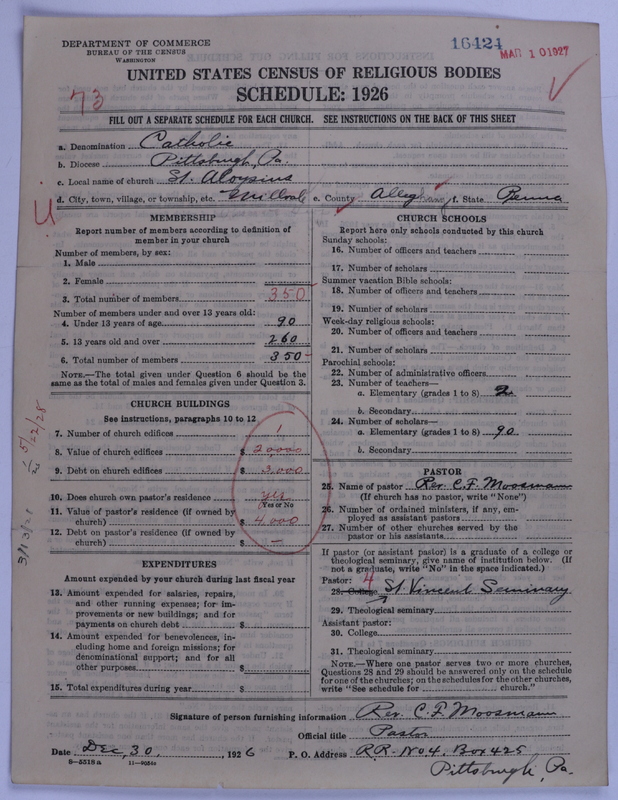 DEPARTMENT OF COMMERCE
BUREAU OF THE CENSUS
WASHINGTON
16424
MAR 10 1927
UNITED STATES CENSUS OF RELIGIOUS BODIES
SCHEDULE: 1926
73
FILL OUT A SEPARATE SCHEDULE FOR EACH CHURCH. SEE INSTRUCTIONS ON THE BACK OF THIS SHEET
a. Denomination Catholic
b. Diocese Pittsburgh, Pa.
c. Local name of church St. Aloysius
d. City, town, village, or township, etc. Millvale e. County Allegheny f. State Penna
U
MEMBERSHIP
Report number of members according to definition of
member in your church
Number of members, by sex:
1. Male
2. Female
3. Total number of members 350
Number of members under and over 13 years old:
4. Under 13 years of age 90
5. 13 years old and over 260
6. Total number of members 350
NOTE.—The total given under Question 6 should be
same as the total of males and females given under Question 3.
CHURCH BUILDINGS
See instructions, paragraphs 10 to 12
7. Number of church edifices 1
8. Value of church edifices $ 20,000
9. Debt on church edifices $ 3,000
10. Does church own pastor's residence yes
(Yes or No)
11. Value of pastor's residence (if owned by
church) $ 4,000
12. Debt on pastor's residence (if owned by
church) $ —
EXPENDITURES
Amount expended by your church during last fiscal year
13. Amount expended for salaries, repairs,
and other running expenses; for im-
provements or new buildings; and for
payments on church debt $
14. Amount expended for benevolences, in-
cluding home and foreign missions; for
denominational support; and for all
other purposes $
15. Total expenditures during year $
CHURCH SCHOOLS
Report here only schools conducted by this church
Sunday schools:
16. Number of officers and teachers
17. Number of scholars
Summer vacation Bible schools:
18. Number of officers and teachers
19. Number of scholars
Week-day religious schools:
20. Number of officers and teachers
21. Number of scholars
Parochial schools:
22. Number of administrative officers
23. Number of teachers—
a. Elementary (grades 1 to 8) 2
b. Secondary
24. Number of scholars—
a. Elementary (grades 1 to 8) 90
b. Secondary
PASTOR
25. Name of pastor Rev. C. F. Moosmann
(If church has no pastor, write "None")
26. Number of ordained ministers, if any, em-
ployed as assistant pastors
27. Number of other churches served by the
pastor or his assistants
If pastor (or assistant pastor) is a graduate of a college or
theological seminary, give name of institution below. (If
not a graduate, write "No" in the space indicated.)
Pastor: 4
28. College St. Vincent Seminary
29. Theological seminary
Assistant pastor:
30. College
31. Theological seminary
NOTE.—Where one pastor serves two or more churches,
Questions 28 and 29 should be answered only on the schedule
for one of the churches; on the schedules for the other churches,
write "See schedule for church."
Signature of person furnishing information Rev. C. F. Moosmann
Official title Pastor
Date Dec, 30, 1926 P. O. Address R.R. No 4, Box 425
8-5518a
Pittsburgh, Pa.